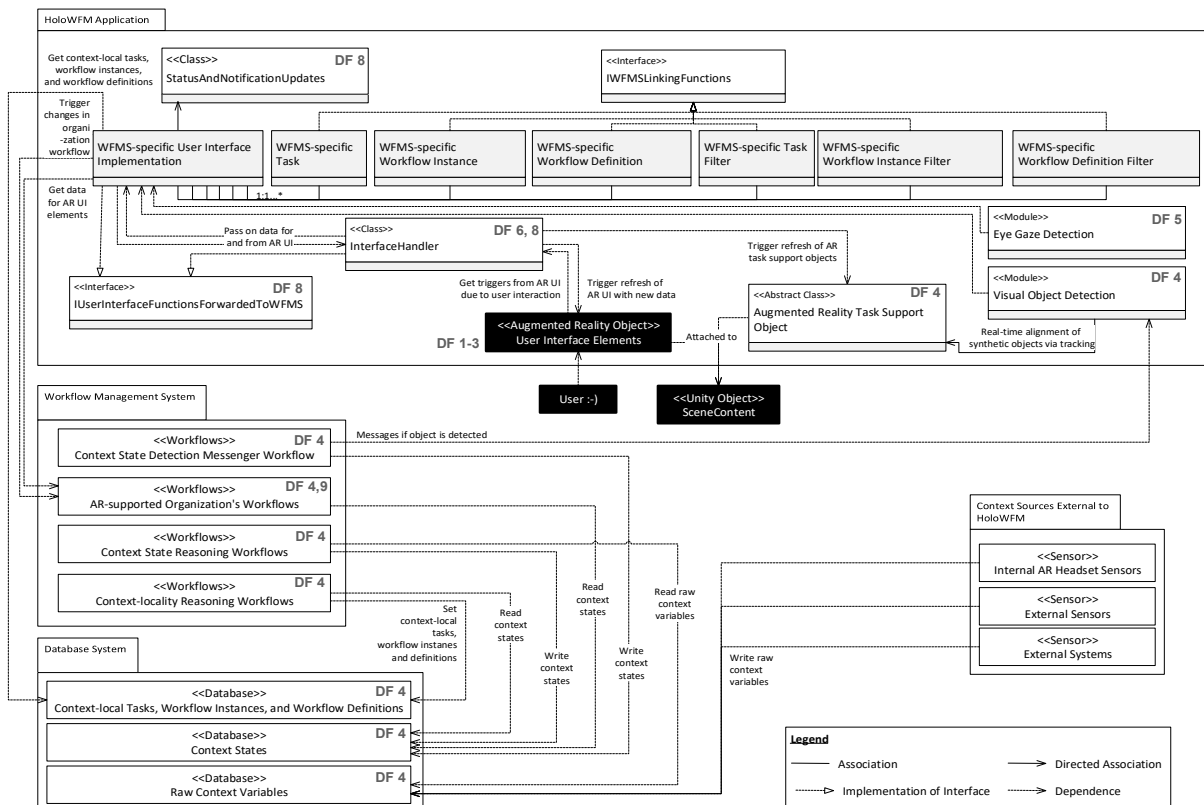 HoloWFM Application
Get context-local tasks,
workflow instances,
and workflow definitions
<<Class>>
DF 8
StatusAndNotificationUpdates
<<Interface>>
IWFMSLinkingFunctions
Trigger
changes in
organi
-zation
workflow
WFMS-specific User Interface
Implementation
WFMS-specific
Task
WFMS-specific
Workflow Instance
WFMS-specific
Workflow Definition
WFMS-specific Task
Filter
WFMS-specific
Workflow Instance Filter
WFMS-specific
Workflow Definition Filter
Get data
for AR UI
elements
1:1...*
Pass on data for
and from AR UI
<<Class>>
DF 6, 8
InterfaceHandler
<<Module>>
DF 5
Eye Gaze Detection
Trigger refresh of AR
task support objects
<<Interface>>
DF 8
IUserInterfaceFunctionsForwardedToWFMS
Get triggers from AR UI
due to user interaction
Trigger refresh of
AR UI with new data
<<Abstract Class>>
DF 4
Augmented Reality Task Support
Object
<<Module>>
DF 4
Visual Object Detection
<<Augmented Reality Object>>
User Interface Elements
DF 1-3
Attached to
Real-time alignment of
synthetic objects via tracking
User :-)
<<Unity Object>>
SceneContent
Workflow Management System
<<Workflows>>
DF 4
Context State Detection Messenger Workflow
Messages if object is detected
<<Workflows>>
DF 4,9
AR-supported Organization's Workflows
<<Workflows>>
DF 4
Context State Reasoning Workflows
<<Workflows>>
DF 4
Context-locality Reasoning Workflows
Context Sources External to
HoloWFM
<<Sensor>>
Internal AR Headset Sensors
<<Sensor>>
External Sensors
<<Sensor>>
External Systems
Set
context-local
tasks,
workflow instanes
and definitions
Read
context
states
Write
context
states
Read
context
states
Write
context
states
Read raw
context
variables
Write raw
context
variables
Database System
<<Database>>
DF 4
Context-local Tasks, Workflow Instances, and Workflow Definitions
<<Database>>
DF 4
Context States
<<Database>>
DF 4
Raw Context Variables
Legend
Association
Directed Association
Implementation of Interface
Dependence